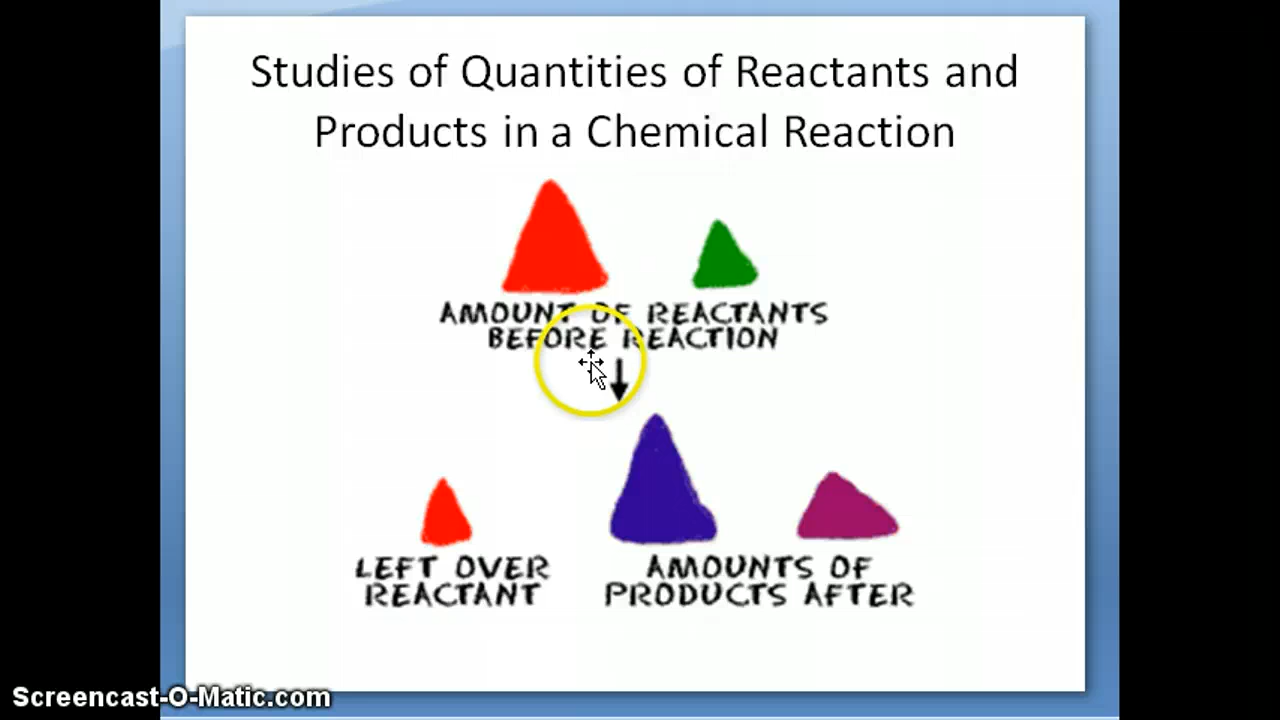 Studies of Quantities of Reactants and
Products in a Chemical Reaction
AMOUNT OF REACTANTS
BEFORE REACTION
LEFT OVER
REACTANT
AMOUNTS OF
PRODUCTS AFTER
Screencast-O-Matic.com